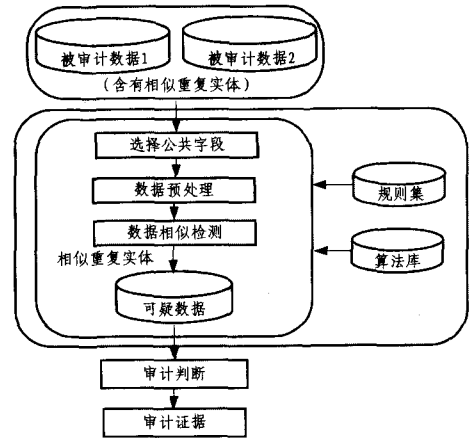 被审计数据1
被审计数据2
(含有相似重复实体)
选择公共字段
数据预处理
数据相似检测
相似重复实体
可疑数据
规则集
算法库
审计判断
审计证据